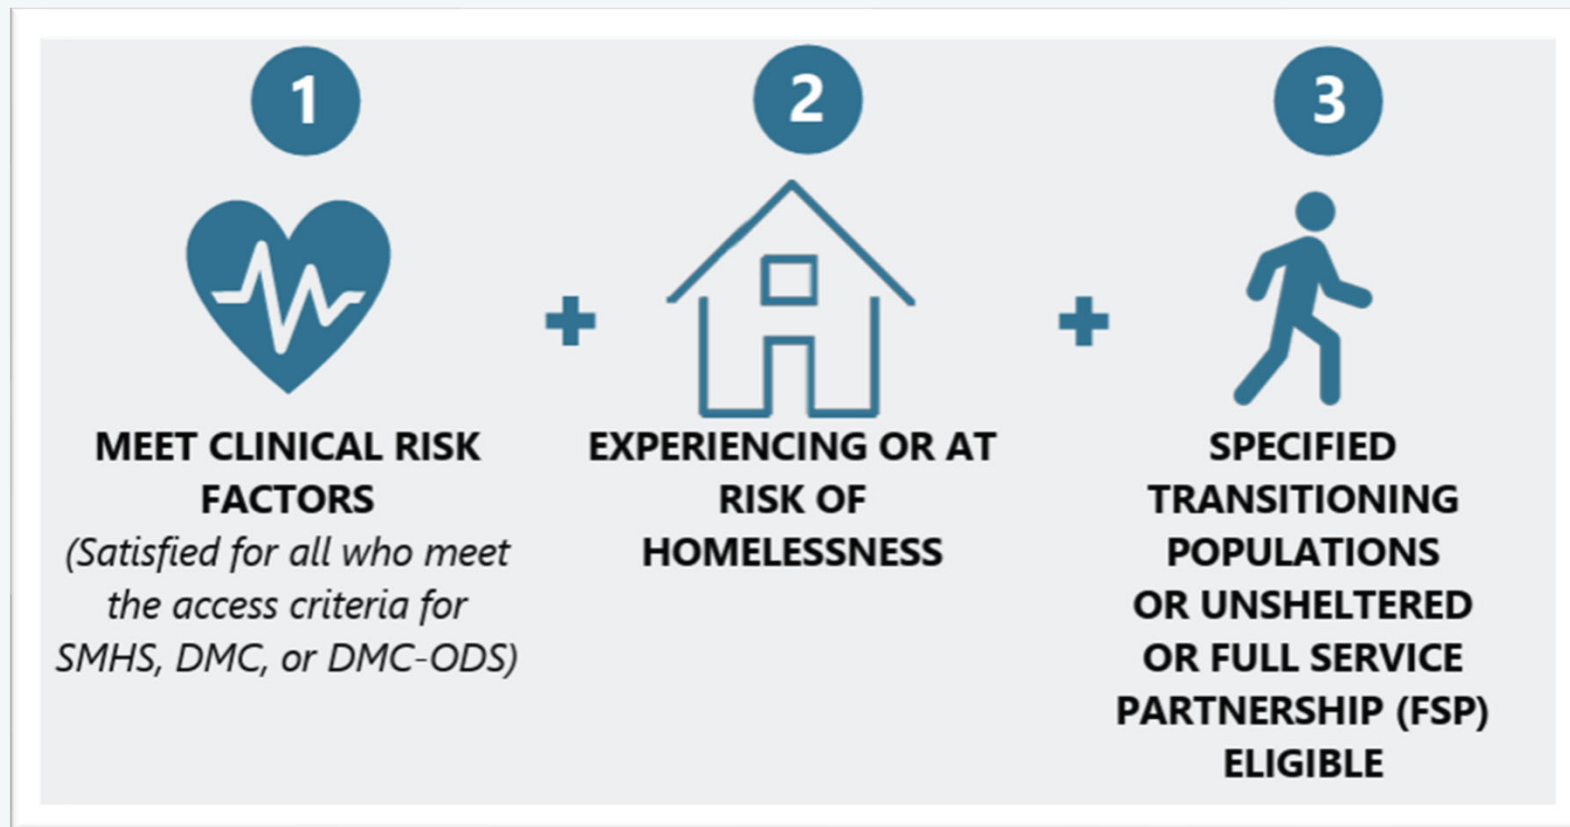 1
MEET CLINICAL RISK
FACTORS
(Satisfied for all who meet
the access criteria for
SMHS, DMC, or DMC-ODS)
2
EXPERIENCING OR AT
RISK OF
HOMELESSNESS
3
SPECIFIED
TRANSITIONING
POPULATIONS
OR UNSHELTERED
OR FULL SERVICE
PARTNERSHIP (FSP)
ELIGIBLE